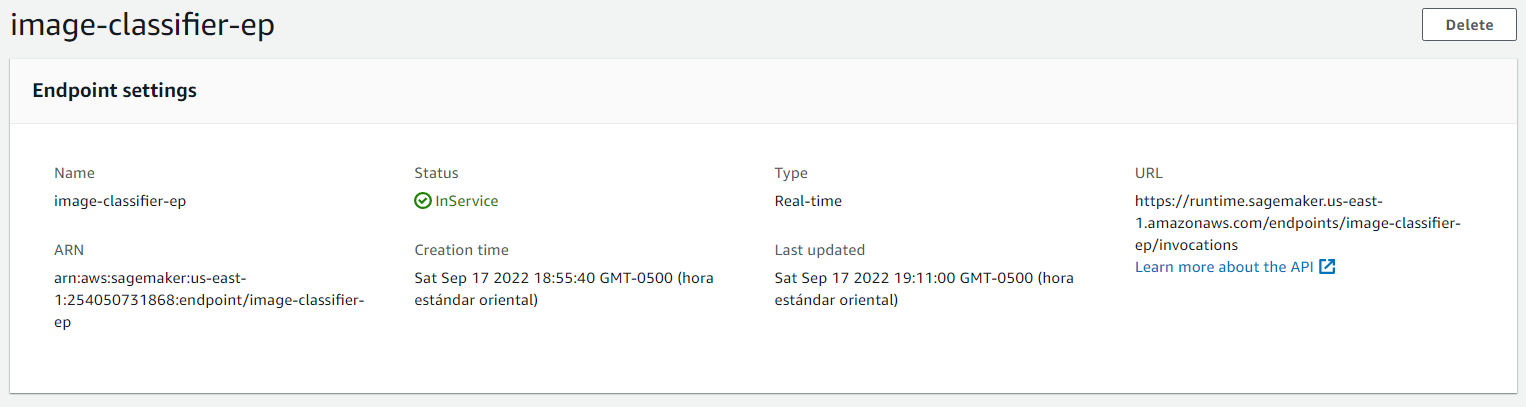 image-classifier-ep
Delete
Endpoint settings
Name
image-classifier-ep
Status
InService
Type
Real-time
URL
https://runtime.sagemaker.us-east-
1.amazonaws.com/endpoints/image-classifier-
ep/invocations
Learn more about the API
ARN
arn:aws:sagemaker:us-east-
1:254050731868:endpoint/image-classifier-
ep
Creation time
Sat Sep 17 2022 18:55:40 GMT-0500 (hora
estándar oriental)
Last updated
Sat Sep 17 2022 19:11:00 GMT-0500 (hora
estándar oriental)